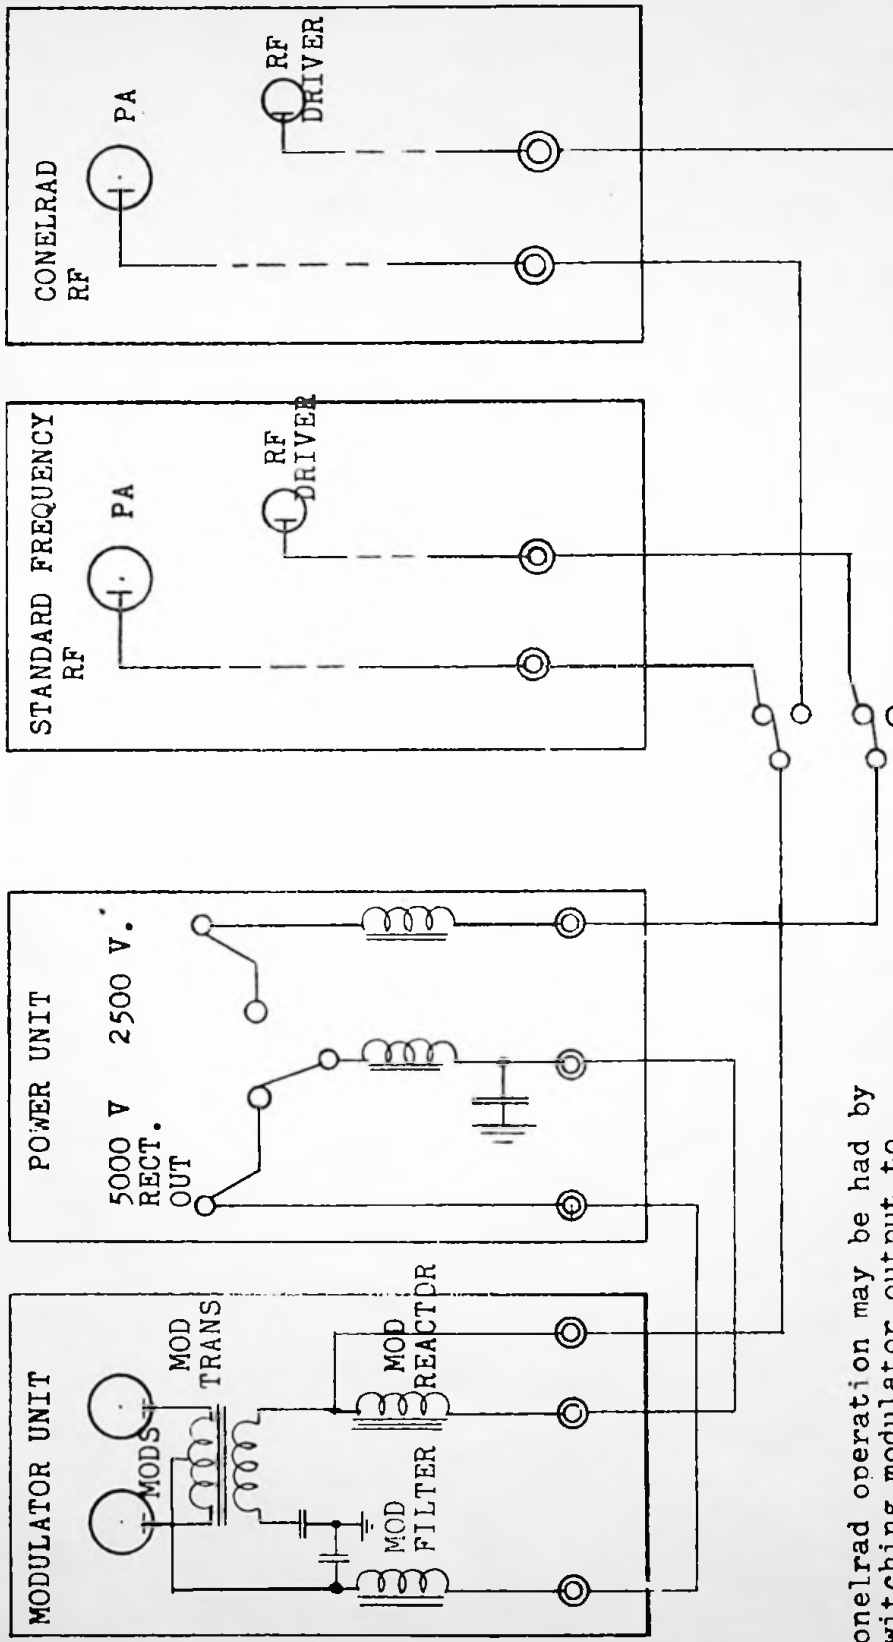 MODULATOR UNIT
MODS
MOD
TRANS
MOD
FILTER
MOD
REACTOR
POWER UNIT
5000 V
RECT.
OUT
2500 V.
STANDARD FREQUENCY
RF
PA
RF
DRIVER
CONELRAD
RF
PA
RF
DRIVER
onelrad operation may be had by
witching modulator output to